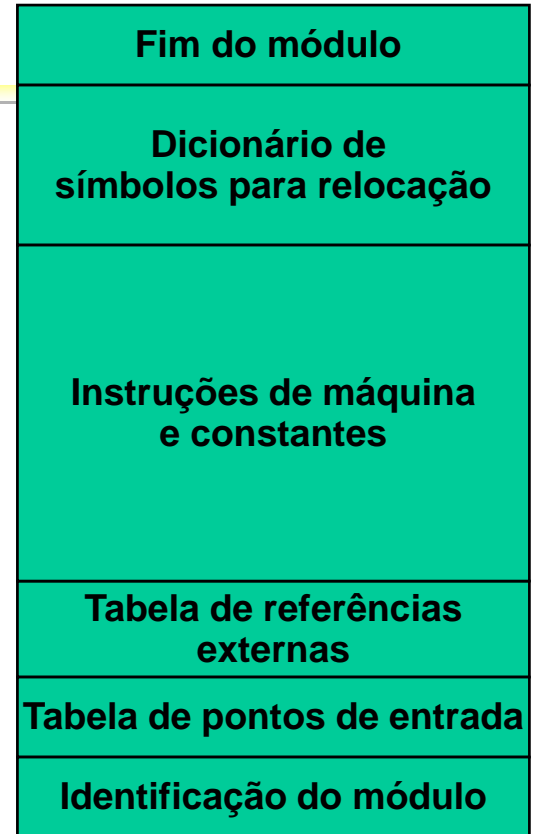 Fim do módulo
Dicionário de
símbolos para relocação
Instruções de máquina
e constantes
Tabela de referências
externas
Tabela de pontos de entrada
Identificação do módulo